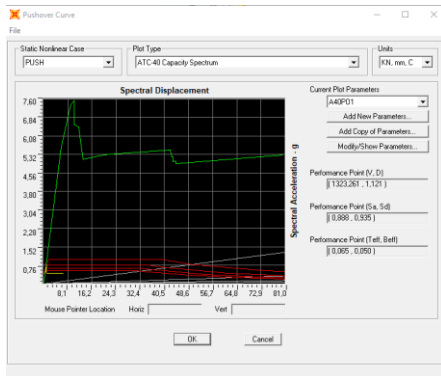 Pushover Curve
File
Static Nonlinear Case
PUSH
Plot Type
ATC-40 Capacity Spectrum
Units
KN, mm, C
Spectral Displacement
7,60
6,84
6,08
5,32
4,56
3,80
3,04
2,28
1,52
0,76
8,1 16,2 24,3 32,4 40,5 48,6 56,7 64,8 72,9 81,0
Spectral Acceleration - g
Mouse Pointer Location Horiz Vert
Current Plot Parameters
A40PO1
Add New Parameters...
Add Copy of Parameters...
Modify/Show Parameters...
Performance Point (V, D)
( 1323,261 , 1,121 )
Performance Point (Sa, Sd)
( 0,888 , 0,935 )
Performance Point (Teff, Beff)
( 0,065 , 0,050 )
OK Cancel